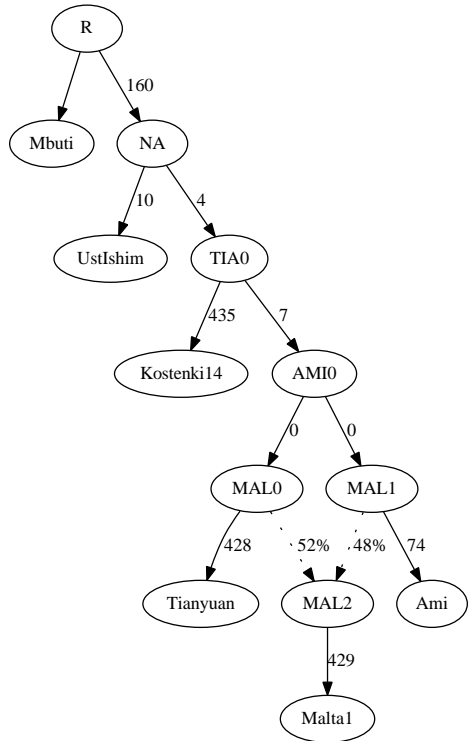 R
160
Mbuti
NA
10
4
UstIshim
TIA0
435
7
Kostenki14
AMI0
0
0
MAL0
MAL1
428
52%
48%
74
Tianyuan
MAL2
Ami
429
Malta1